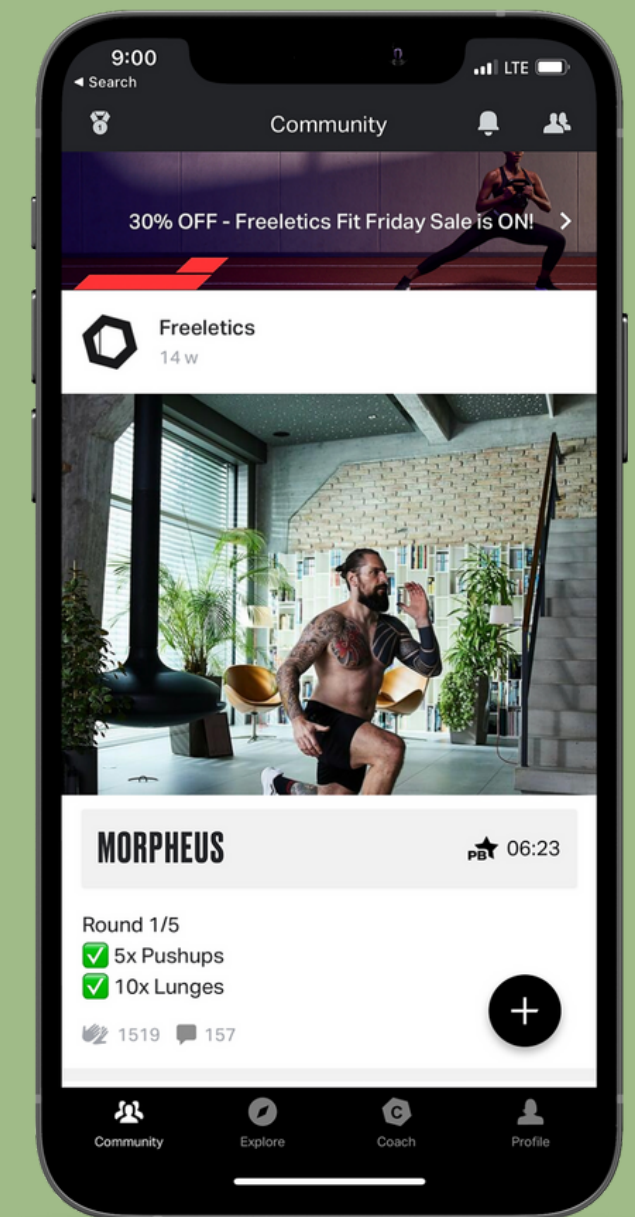 9:00
LTE
◀ Search
1
Community
30% OFF - Freeletics Fit Friday Sale is ON! >
Freeletics
14 w
MORPHEUS
PB 06:23
Round 1/5
✅ 5x Pushups
✅ 10x Lunges
1519 157
+
Community Explore C Coach Profile